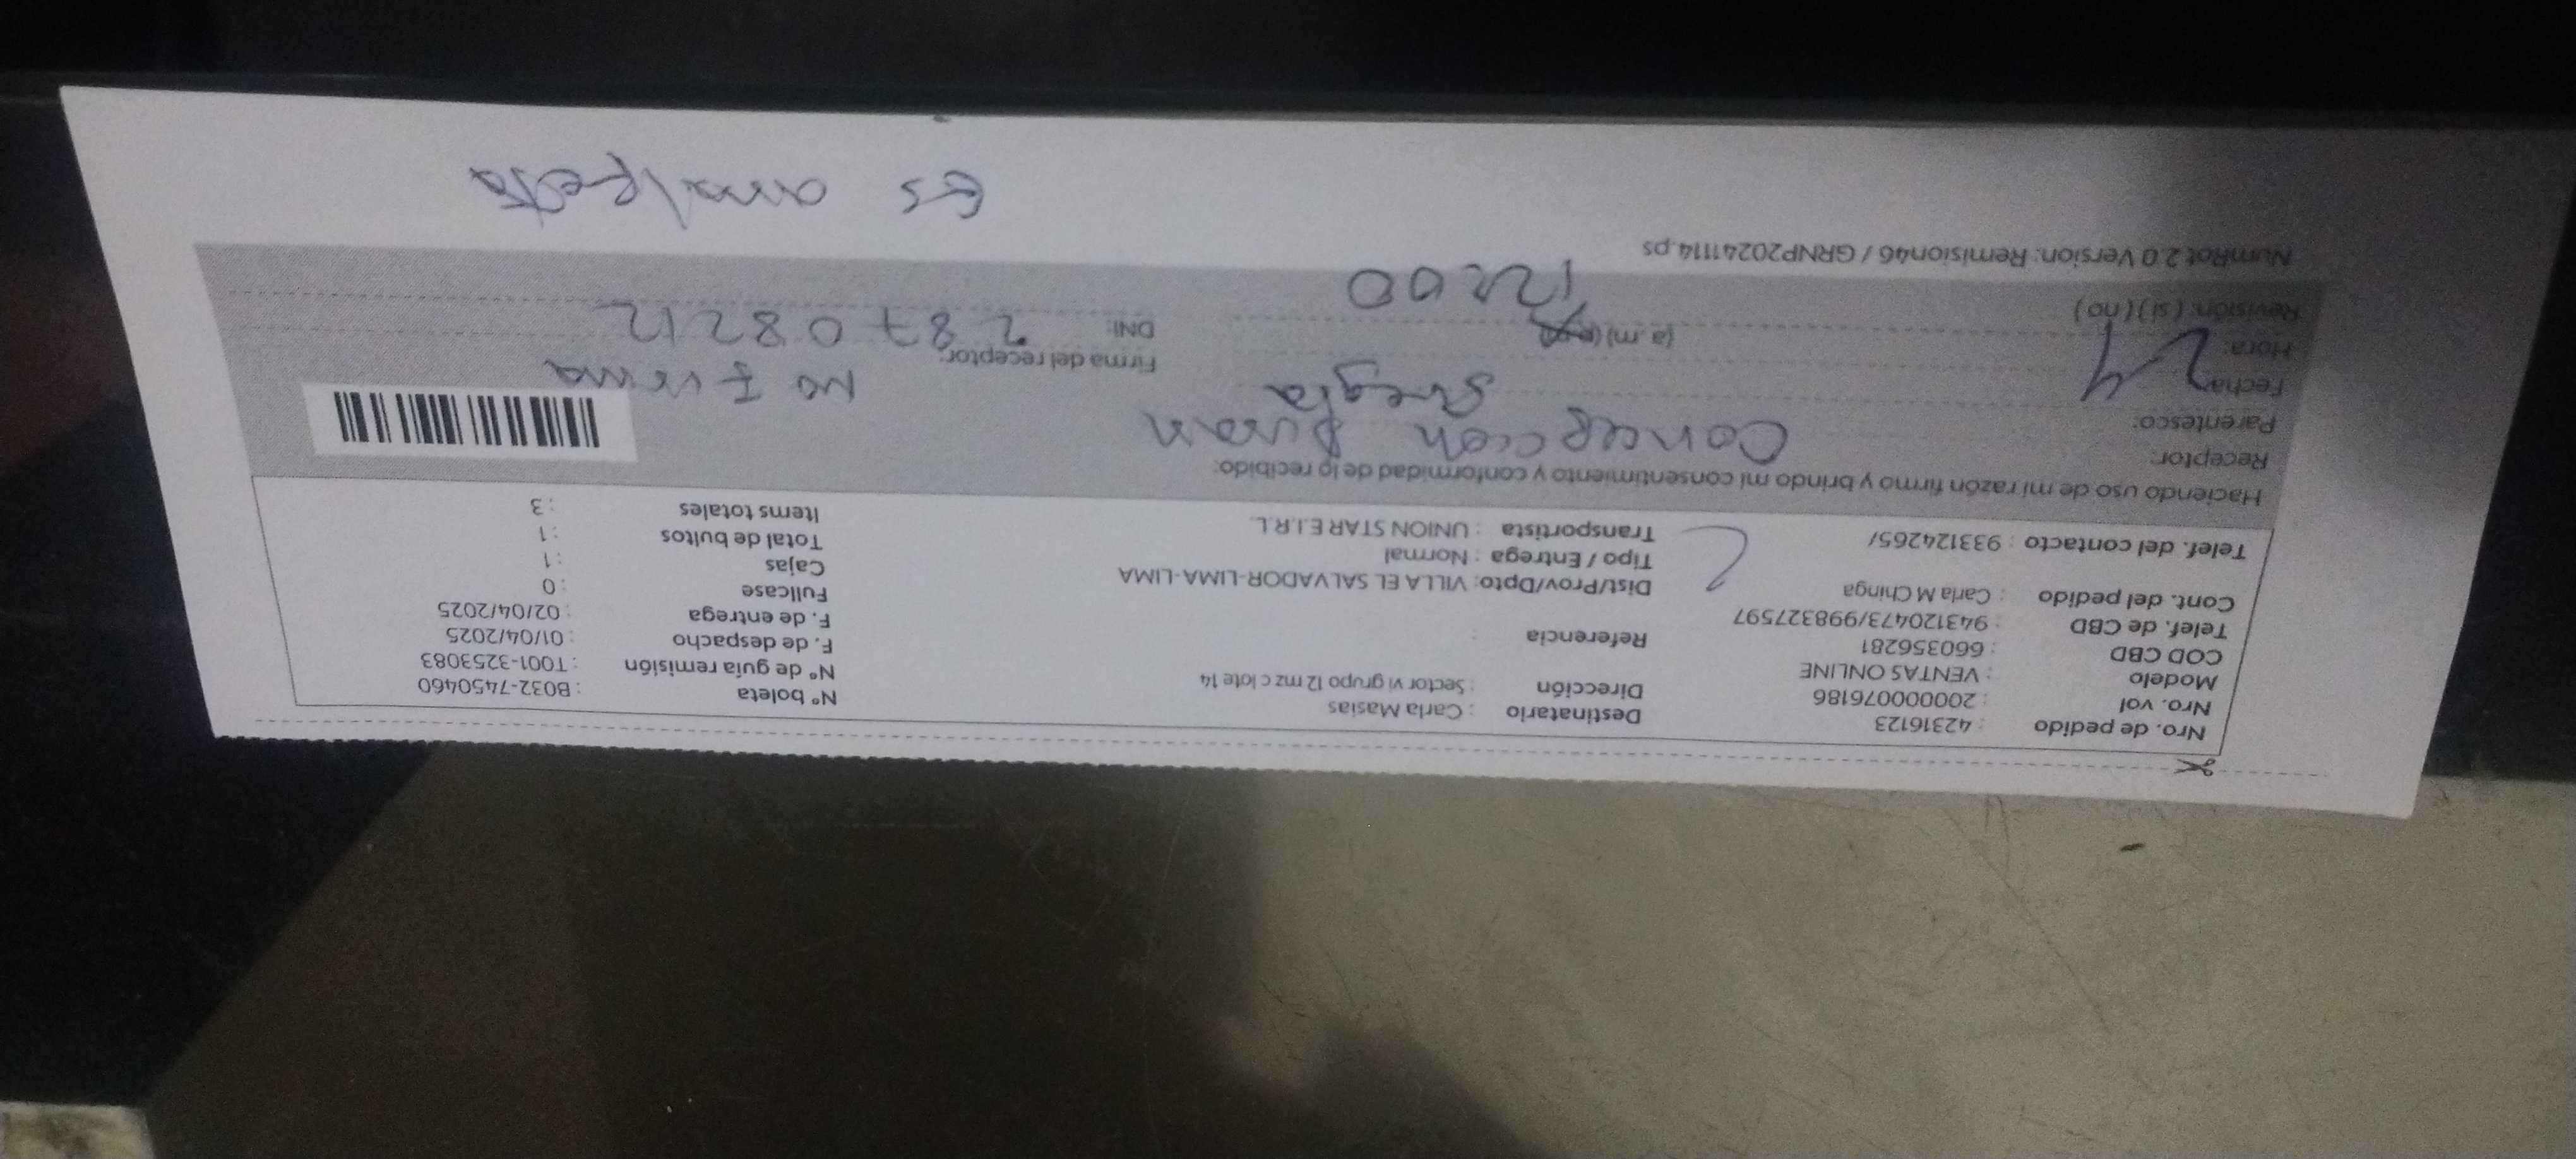 Nro. de pedido : 42316123 Destinatario : Carla Masias Nº boleta : B032-7450460
Nro. vol : 20000076186 Dirección : Sector vi grupo 12 mz c lote 14 Nº de guía remisión : T001-3253083
Modelo : VENTAS ONLINE F. de despacho : 01/04/2025
COD CBD : 660356281 Referencia : F. de entrega : 02/04/2025
Telef. de CBD : 943120473/998327597 Fullcase : 0
Cont. del pedido : Carla M Chinga Dist/Prov/Dpto: VILLA EL SALVADOR-LIMA-LIMA Cajas : 1
Tipo / Entrega : Normal Total de bultos : 1
Telef. del contacto : 933124265/ Transportista : UNION STAR E.I.R.L. Items totales : 3
Haciendo uso de mi razón firmo y brindo mi consentimiento y conformidad de lo recibido:
Receptor: Concepcion
Parentesco:
Fecha: 2 4 Firma del receptor: no Firma
Hora: (a .m) DNI: 28708212
Revisión: ( si ) ( no ) 12:00
NumRot 2.0 Version: Remision46 / GRNP20241114.ps
Es analfeta